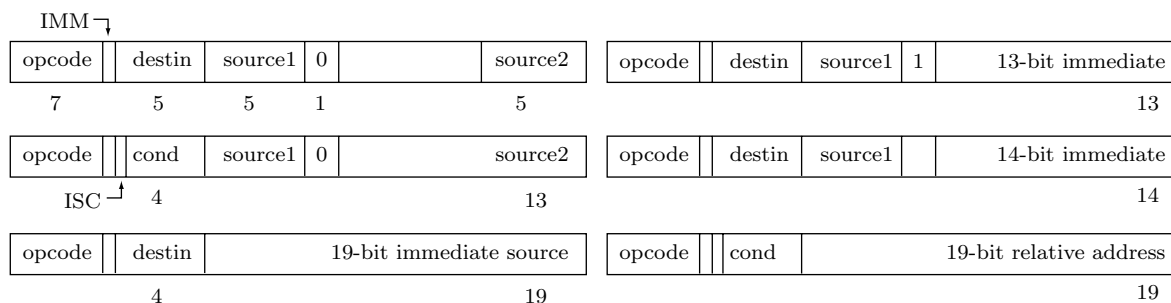 IMM
opcode destin source1 0 source2 opcode destin source1 1 13-bit immediate
7 5 5 1 5 13
opcode cond source1 0 source2 opcode destin source1 14-bit immediate
ISC 4 13 14
opcode destin 19-bit immediate source opcode cond 19-bit relative address
4 19 19